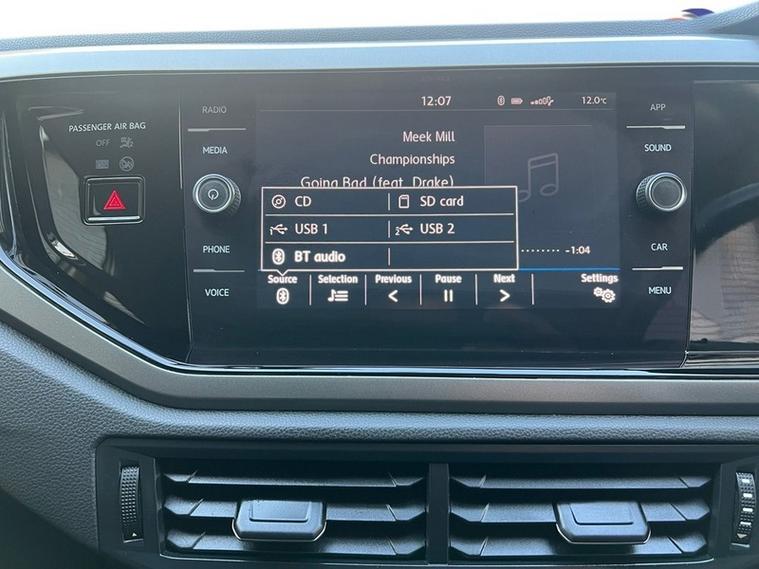 PASSENGER AIR BAG
OFF
RADIO
MEDIA
PHONE
VOICE
12:07
12.0°C
Meek Mill
Championships
Going Bad (feat. Drake)
CD
SD card
USB 1
USB 2
BT audio
-1:04
Source
Selection
Previous
Pause
Next
Settings
APP
SOUND
CAR
MENU